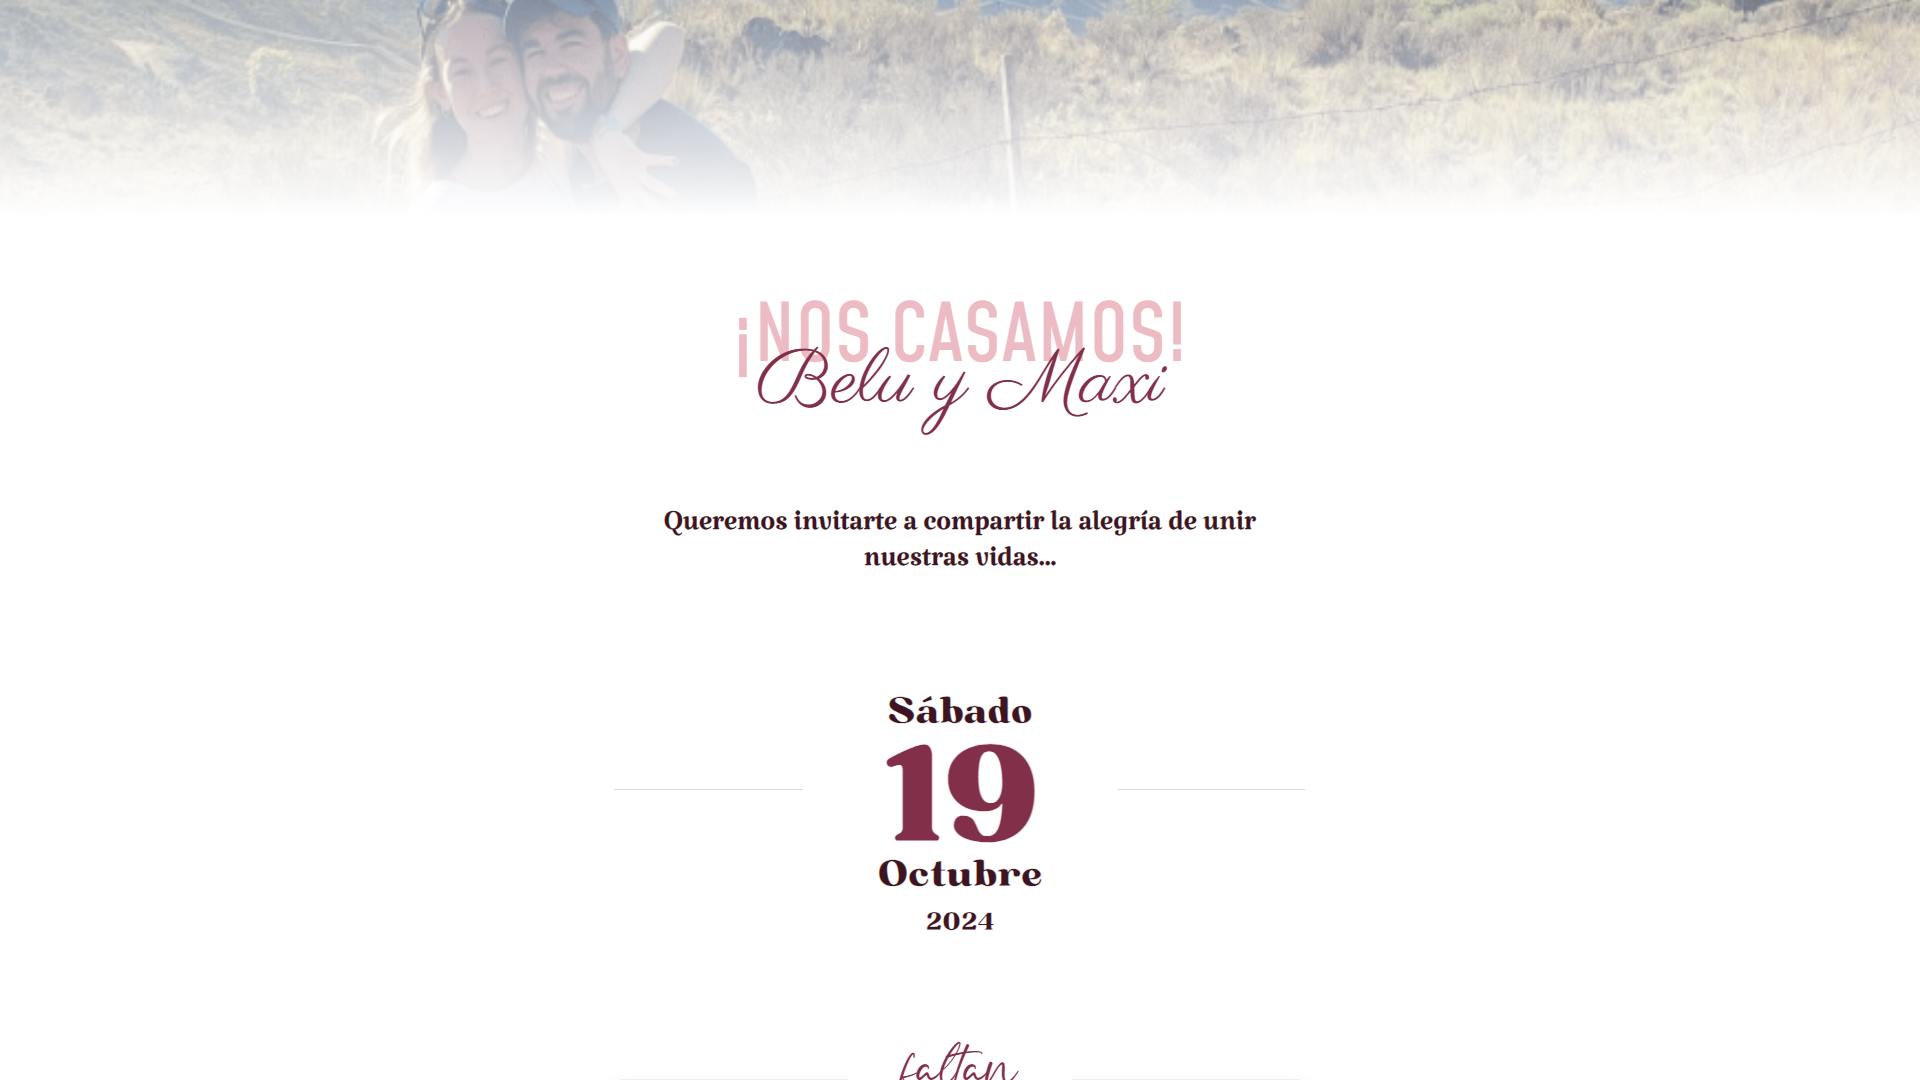 ¡NOS CASAMOS!
Belu y Maxi
Queremos invitarte a compartir la alegría de unir
nuestras vidas...
Sábado
19
Octubre
2024
faltan